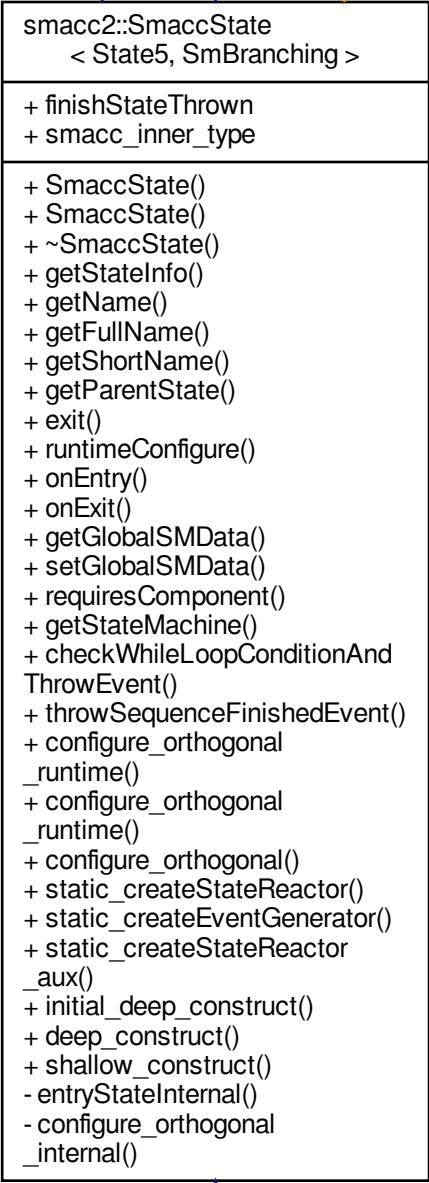 smacc2::SmaccState
< State5, SmBranching >
+ finishStateThrown
+ smacc_inner_type
+ SmaccState()
+ SmaccState()
+ ~SmaccState()
+ getStateInfo()
+ getName()
+ getFullName()
+ getShortName()
+ getParentState()
+ exit()
+ runtimeConfigure()
+ onEntry()
+ onExit()
+ getGlobalSMData()
+ setGlobalSMData()
+ requiresComponent()
+ getStateMachine()
+ checkWhileLoopConditionAnd
ThrowEvent()
+ throwSequenceFinishedEvent()
+ configure_orthogonal
_runtime()
+ configure_orthogonal
_runtime()
+ configure_orthogonal()
+ static_createStateReactor()
+ static_createEventGenerator()
+ static_createStateReactor
_aux()
+ initial_deep_construct()
+ deep_construct()
+ shallow_construct()
- entryStateInternal()
- configure_orthogonal
_internal()